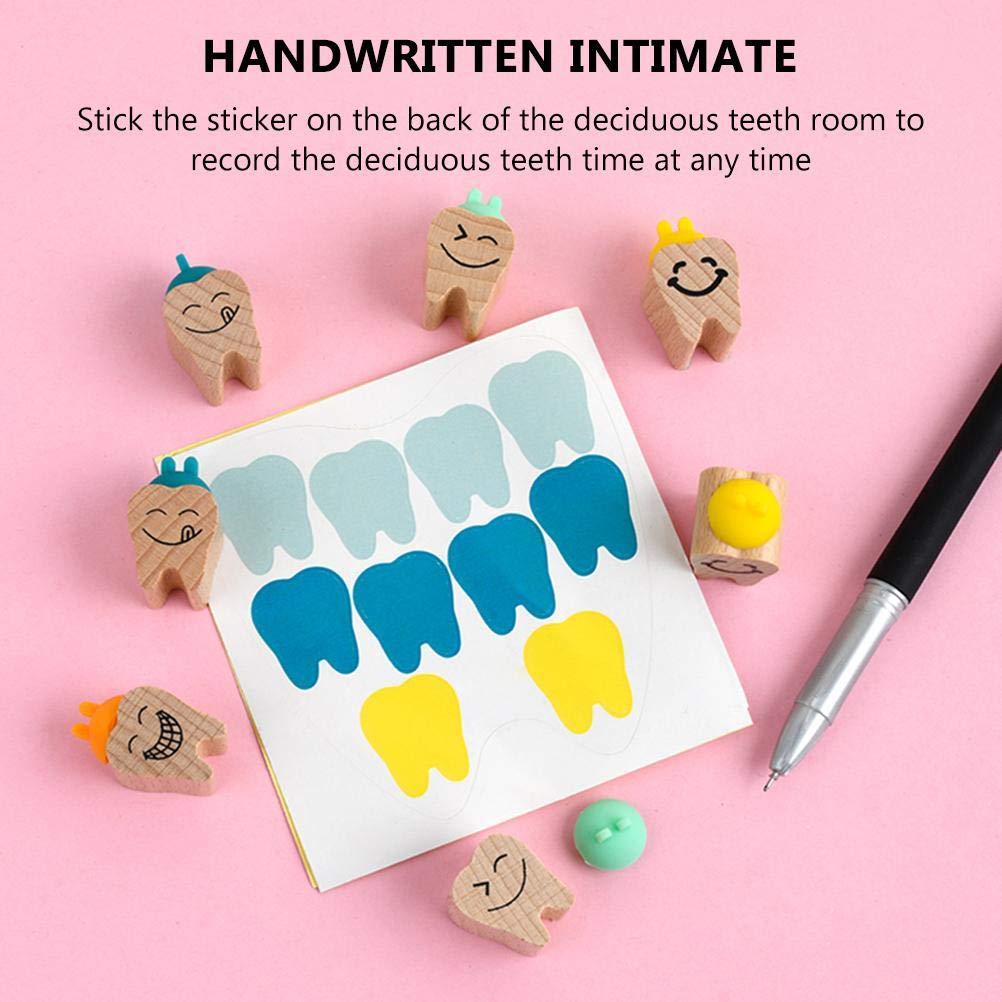 HANDWRITTEN INTIMATE
Stick the sticker on the back of the deciduous teeth room to
record the deciduous teeth time at any time